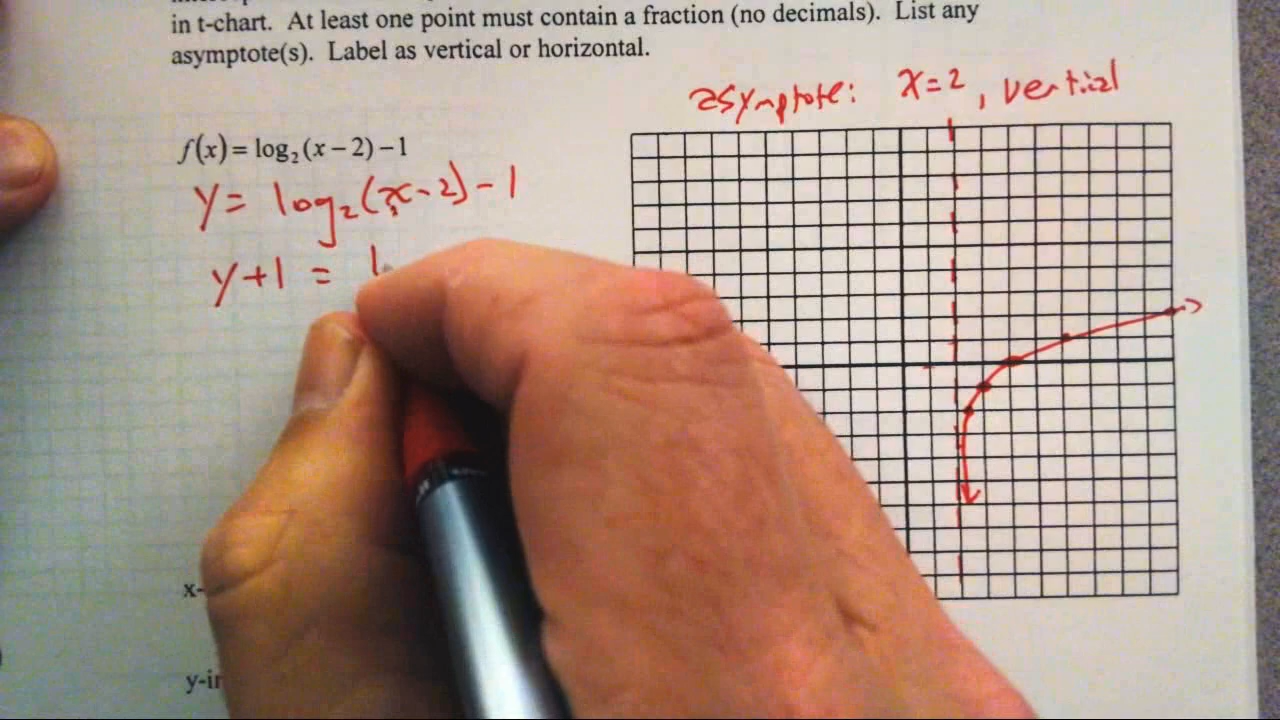 in t-chart. At least one point must contain a fraction (no decimals). List any
asymptote(s). Label as vertical or horizontal.
asymptote: x=2, vertical
f(x) = log₂(x − 2) − 1
y = log₂(x - 2) - 1
y + 1 = l
x-
y-in